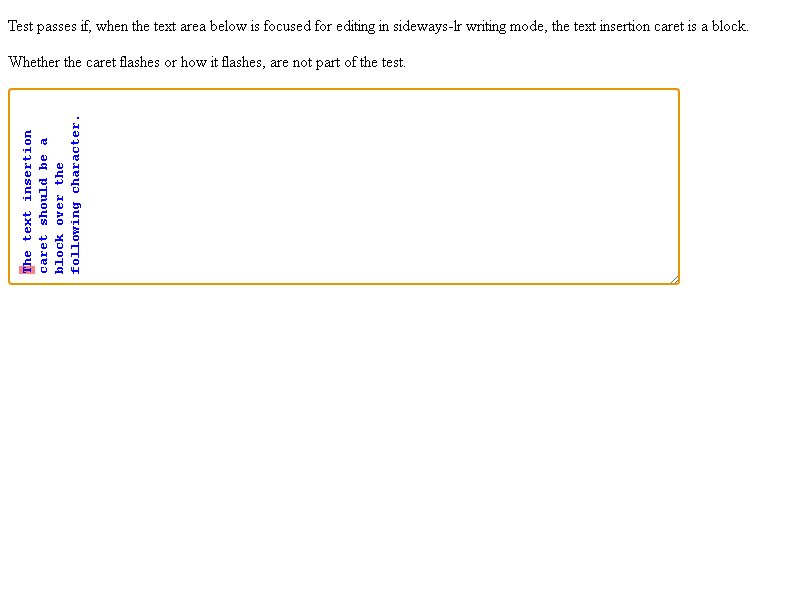 Test passes if, when the text area below is focused for editing in sideways-lr writing mode, the text insertion caret is a block.
Whether the caret flashes or how it flashes, are not part of the test.
The text insertion
caret should be a
block over the
following character.